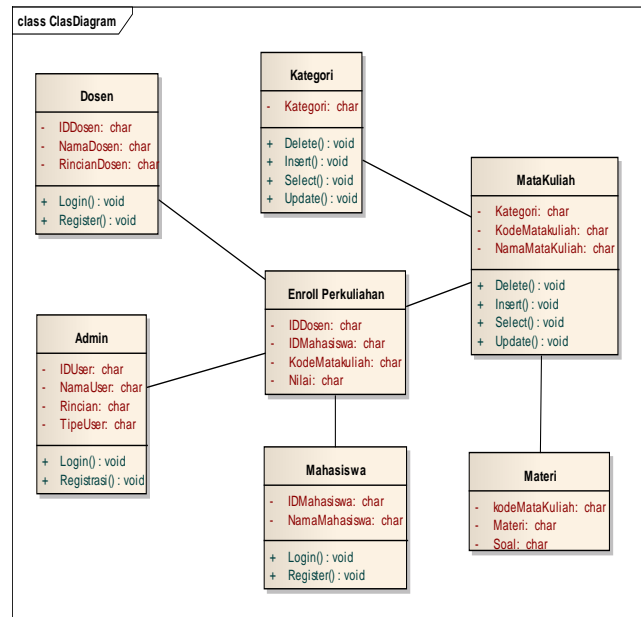 class ClasDiagram
Dosen
- IDDosen: char
- NamaDosen: char
- RincianDosen: char
+ Login() : void
+ Register() : void
Kategori
- Kategori: char
+ Delete() : void
+ Insert() : void
+ Select() : void
+ Update() : void
MataKuliah
- Kategori: char
- KodeMatakuliah: char
- NamaMataKuliah: char
+ Delete() : void
+ Insert() : void
+ Select() : void
+ Update() : void
Enroll Perkuliahan
- IDDosen: char
- IDMahasiswa: char
- KodeMatakuliah: char
- Nilai: char
Admin
- IDUser: char
- NamaUser: char
- Rincian: char
- TipeUser: char
+ Login() : void
+ Registrasi() : void
Mahasiswa
- IDMahasiswa: char
- NamaMahasiswa: char
+ Login() : void
+ Register() : void
Materi
- kodeMataKuliah: char
- Materi: char
- Soal: char